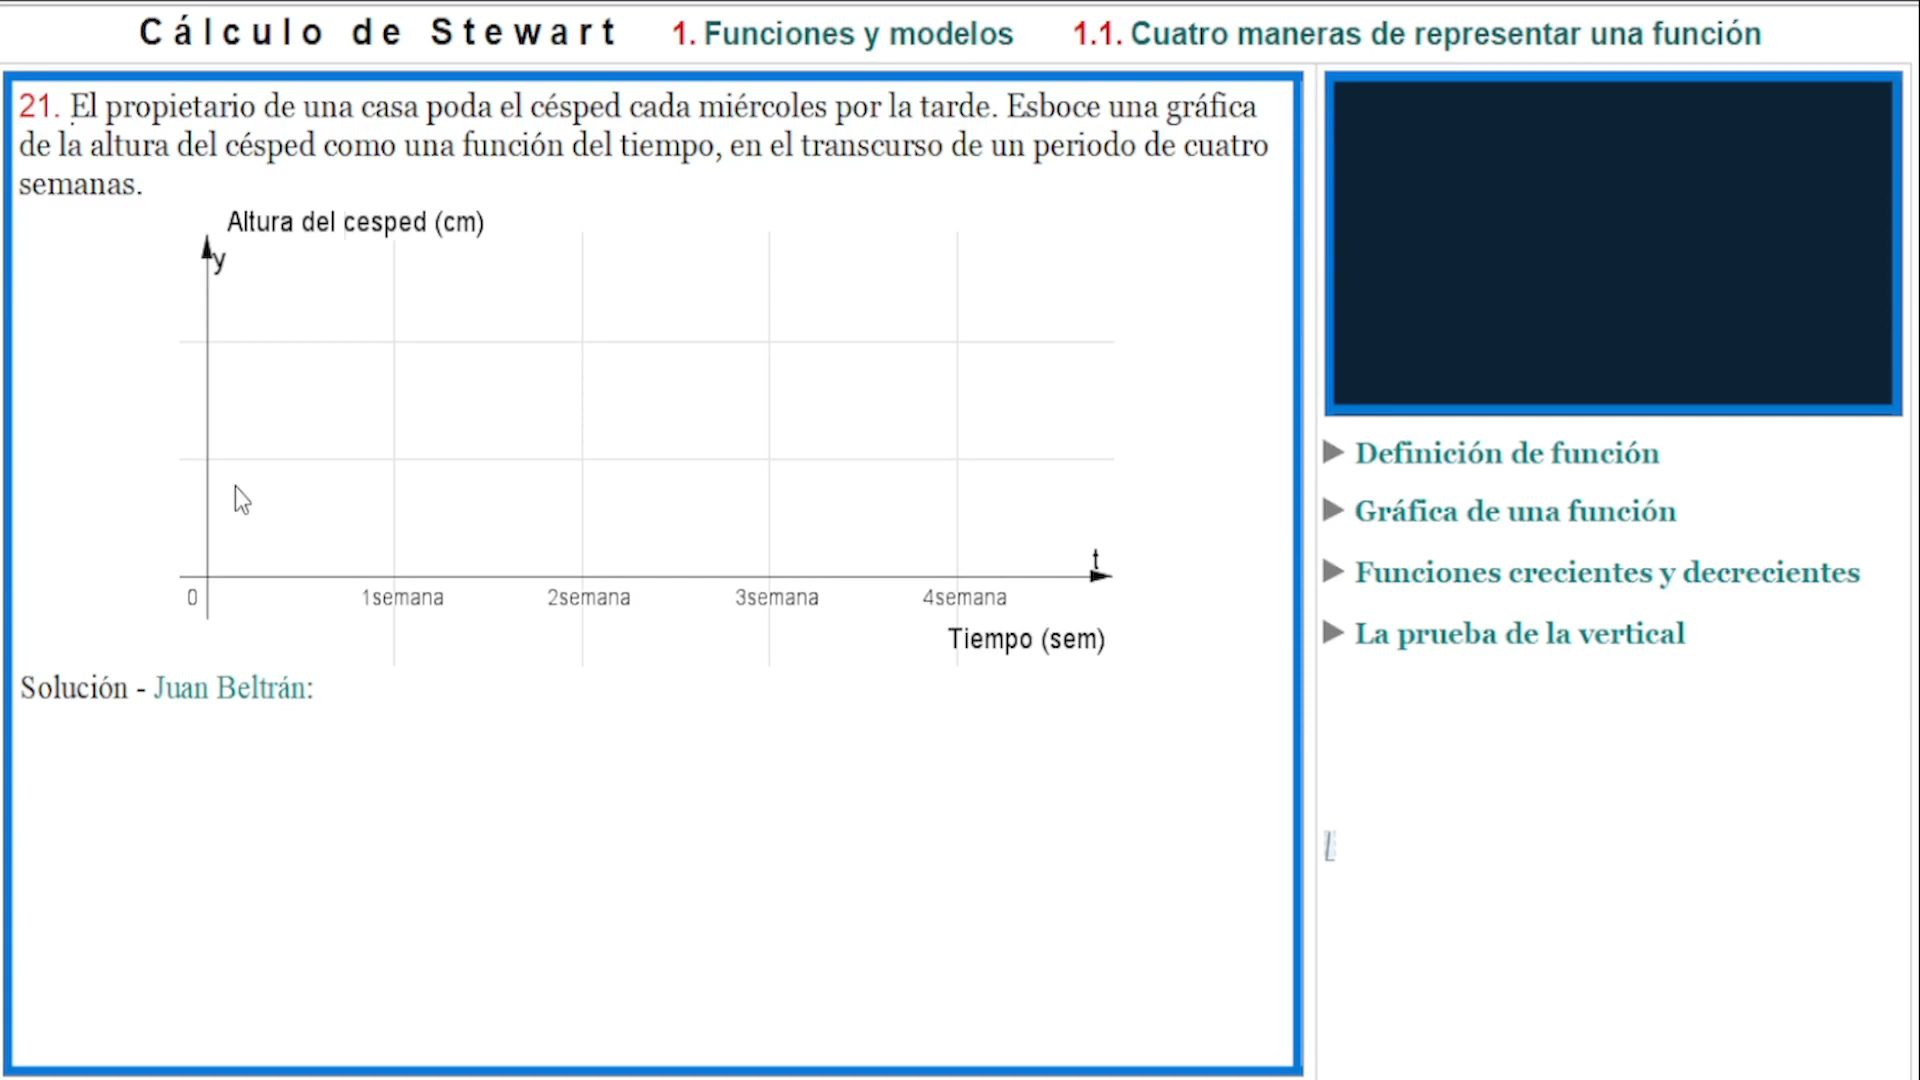 Cálculo de Stewart 1. Funciones y modelos 1.1. Cuatro maneras de representar una función
21. El propietario de una casa poda el césped cada miércoles por la tarde. Esboce una gráfica
de la altura del césped como una función del tiempo, en el transcurso de un periodo de cuatro
semanas.
Altura del cesped (cm)
y
t
0 1semana 2semana 3semana 4semana
Tiempo (sem)
Solución - Juan Beltrán:
Definición de función
Gráfica de una función
Funciones crecientes y decrecientes
La prueba de la vertical